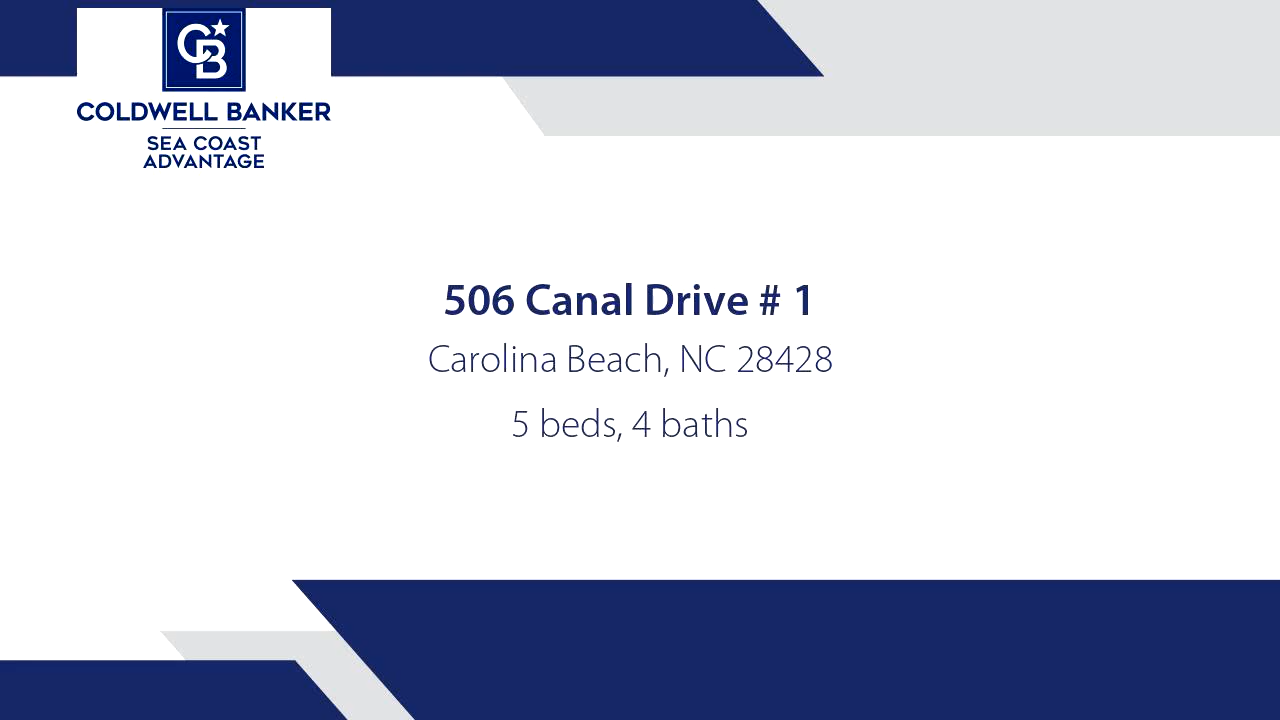 CB
COLDWELL BANKER
SEA COAST
ADVANTAGE
506 Canal Drive # 1
Carolina Beach, NC 28428
5 beds, 4 baths